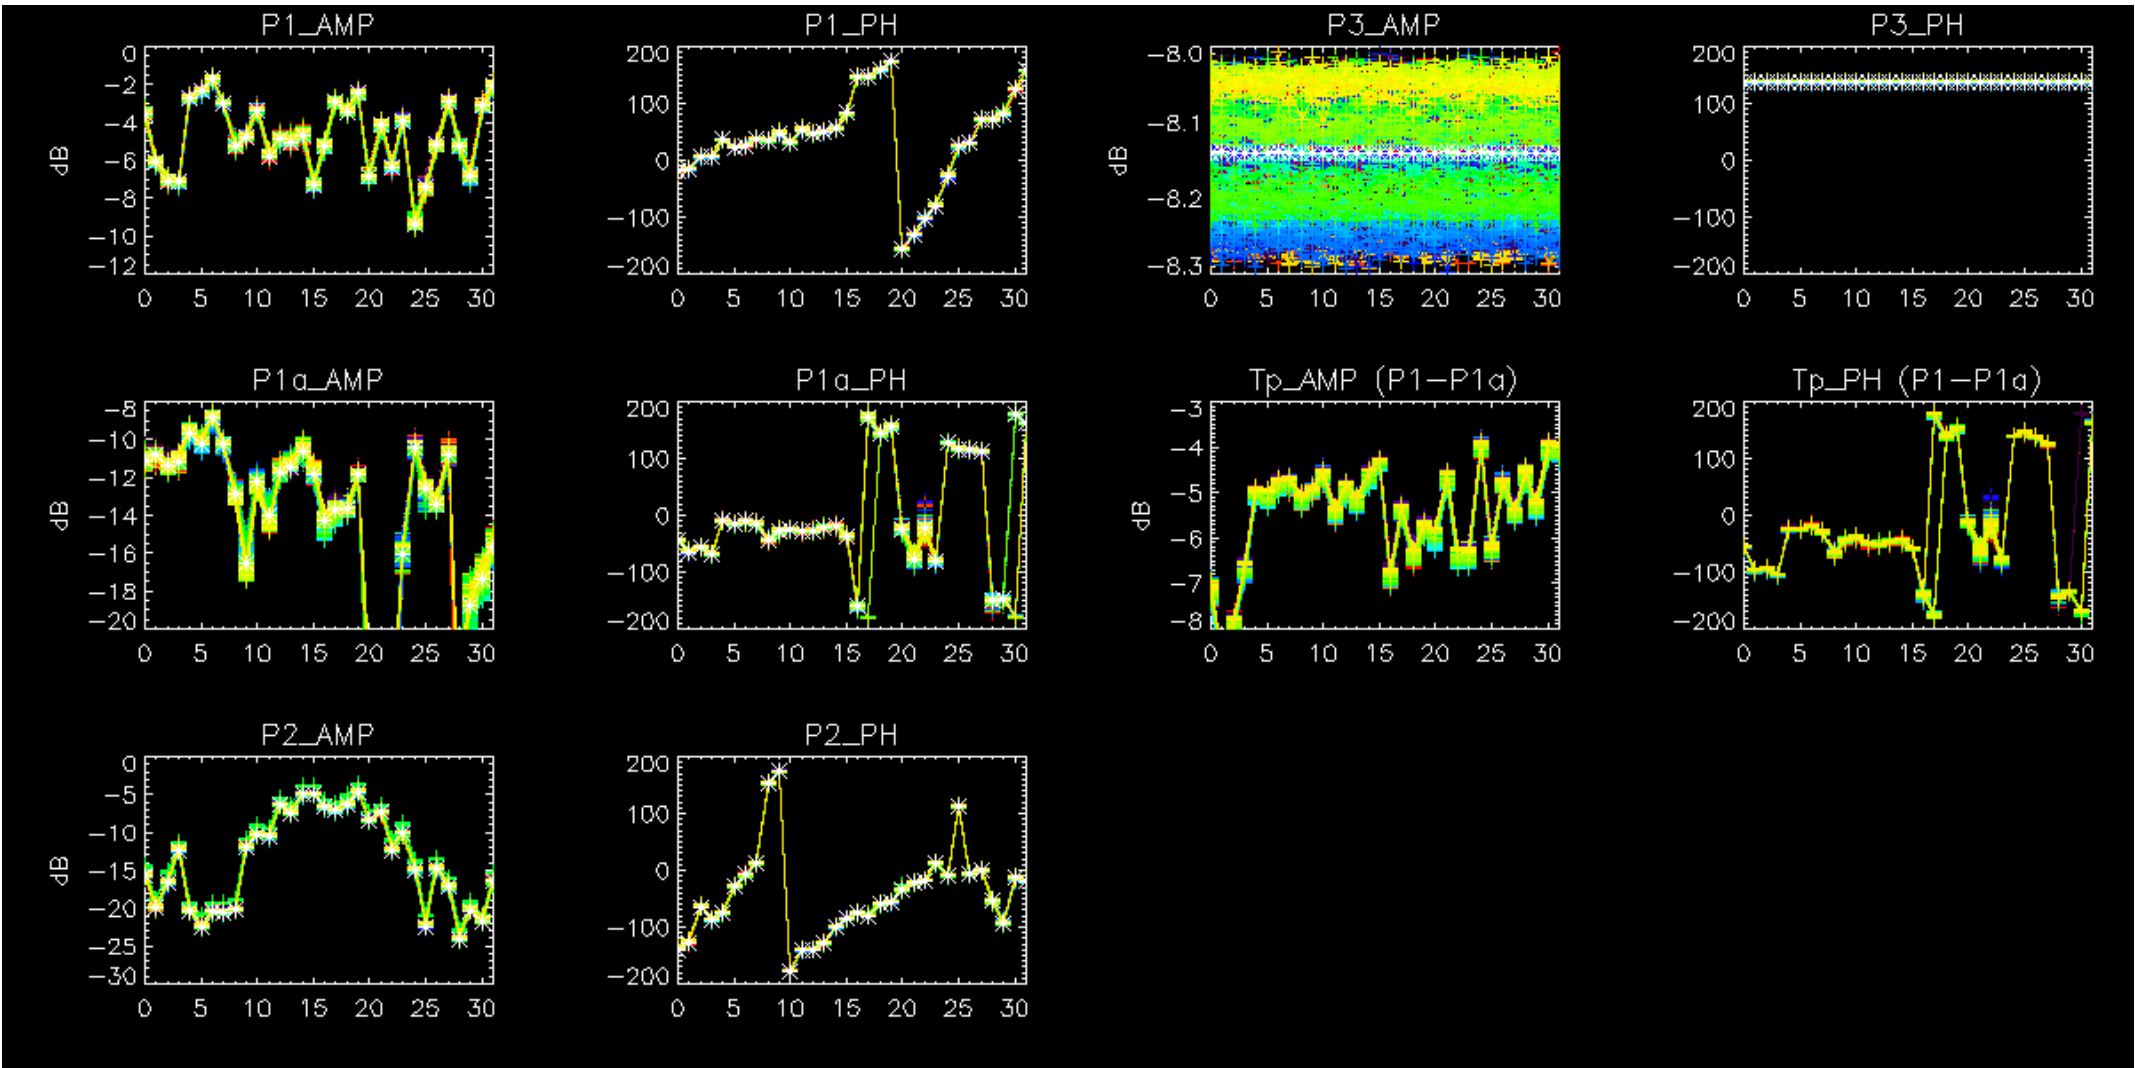 P1_AMP
0
−2
−4
−6
−8
−10
−12
dB
0 5 10 15 20 25 30
P1_PH
200
100
0
−100
−200
0 5 10 15 20 25 30
P3_AMP
−8.0
−8.1
−8.2
−8.3
dB
0 5 10 15 20 25 30
P3_PH
200
100
0
−100
−200
0 5 10 15 20 25 30
P1a_AMP
−8
−10
−12
−14
−16
−18
−20
dB
0 5 10 15 20 25 30
P1a_PH
200
100
0
−100
−200
0 5 10 15 20 25 30
Tp_AMP (P1−P1a)
−3
−4
−5
−6
−7
−8
dB
0 5 10 15 20 25 30
Tp_PH (P1−P1a)
200
100
0
−100
−200
0 5 10 15 20 25 30
P2_AMP
0
−5
−10
−15
−20
−25
−30
dB
0 5 10 15 20 25 30
P2_PH
200
100
0
−100
−200
0 5 10 15 20 25 30